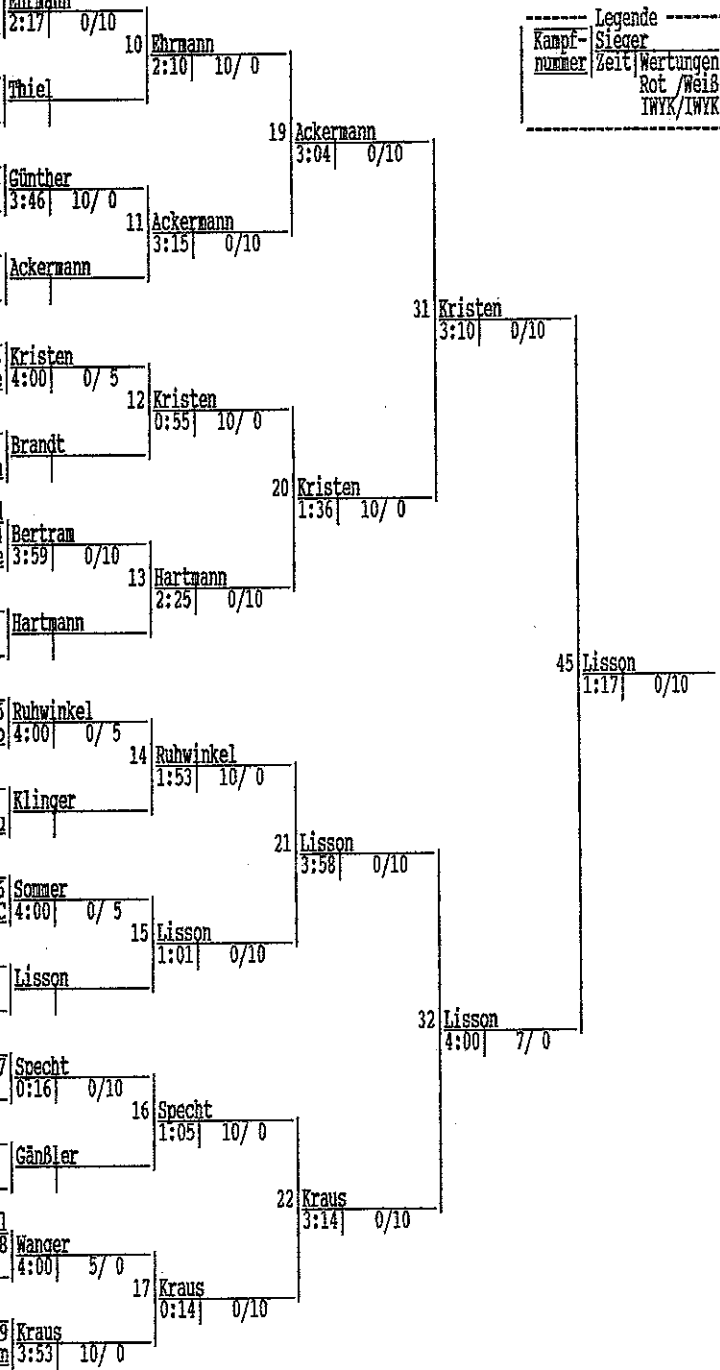 Ehrmann
2:17 0/10
10 Ehrmann
2:10 10/ 0
Thiel
19 Ackermann
3:04 0/10
Günther
3:46 10/ 0
11 Ackermann
3:15 0/10
Ackermann
31 Kristen
3:10 0/10
Kristen
4:00 0/ 5
12 Kristen
0:55 10/ 0
Brandt
20 Kristen
1:36 10/ 0
Bertram
3:59 0/10
13 Hartmann
2:25 0/10
Hartmann
45 Lisson
1:17 0/10
Ruhwinkel
4:00 0/ 5
14 Ruhwinkel
1:53 10/ 0
Klinger
21 Lisson
3:58 0/10
Sommer
4:00 0/ 5
15 Lisson
1:01 0/10
Lisson
32 Lisson
4:00 7/ 0
7 Specht
0:16 0/10
16 Specht
1:05 10/ 0
Gänßler
22 Kraus
3:14 0/10
8 Wanger
4:00 5/ 0
17 Kraus
0:14 0/10
9 Kraus
n 3:53 10/ 0
------ Legende ------
Kampf- Sieger
nummer Zeit Wertungen
Rot /Weiß
IWYK/IWYK